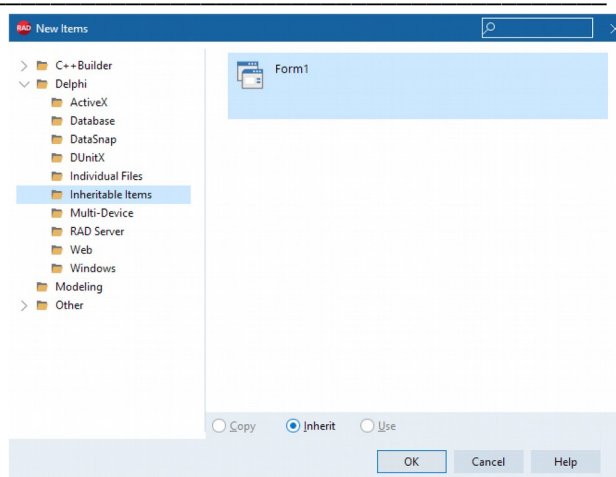 RAD New Items
C++Builder
Delphi
Form1
ActiveX
Database
DataSnap
DUnitX
Individual Files
Inheritable Items
Multi-Device
RAD Server
Web
Windows
Modeling
Other
Copy Inherit Use
OK Cancel Help